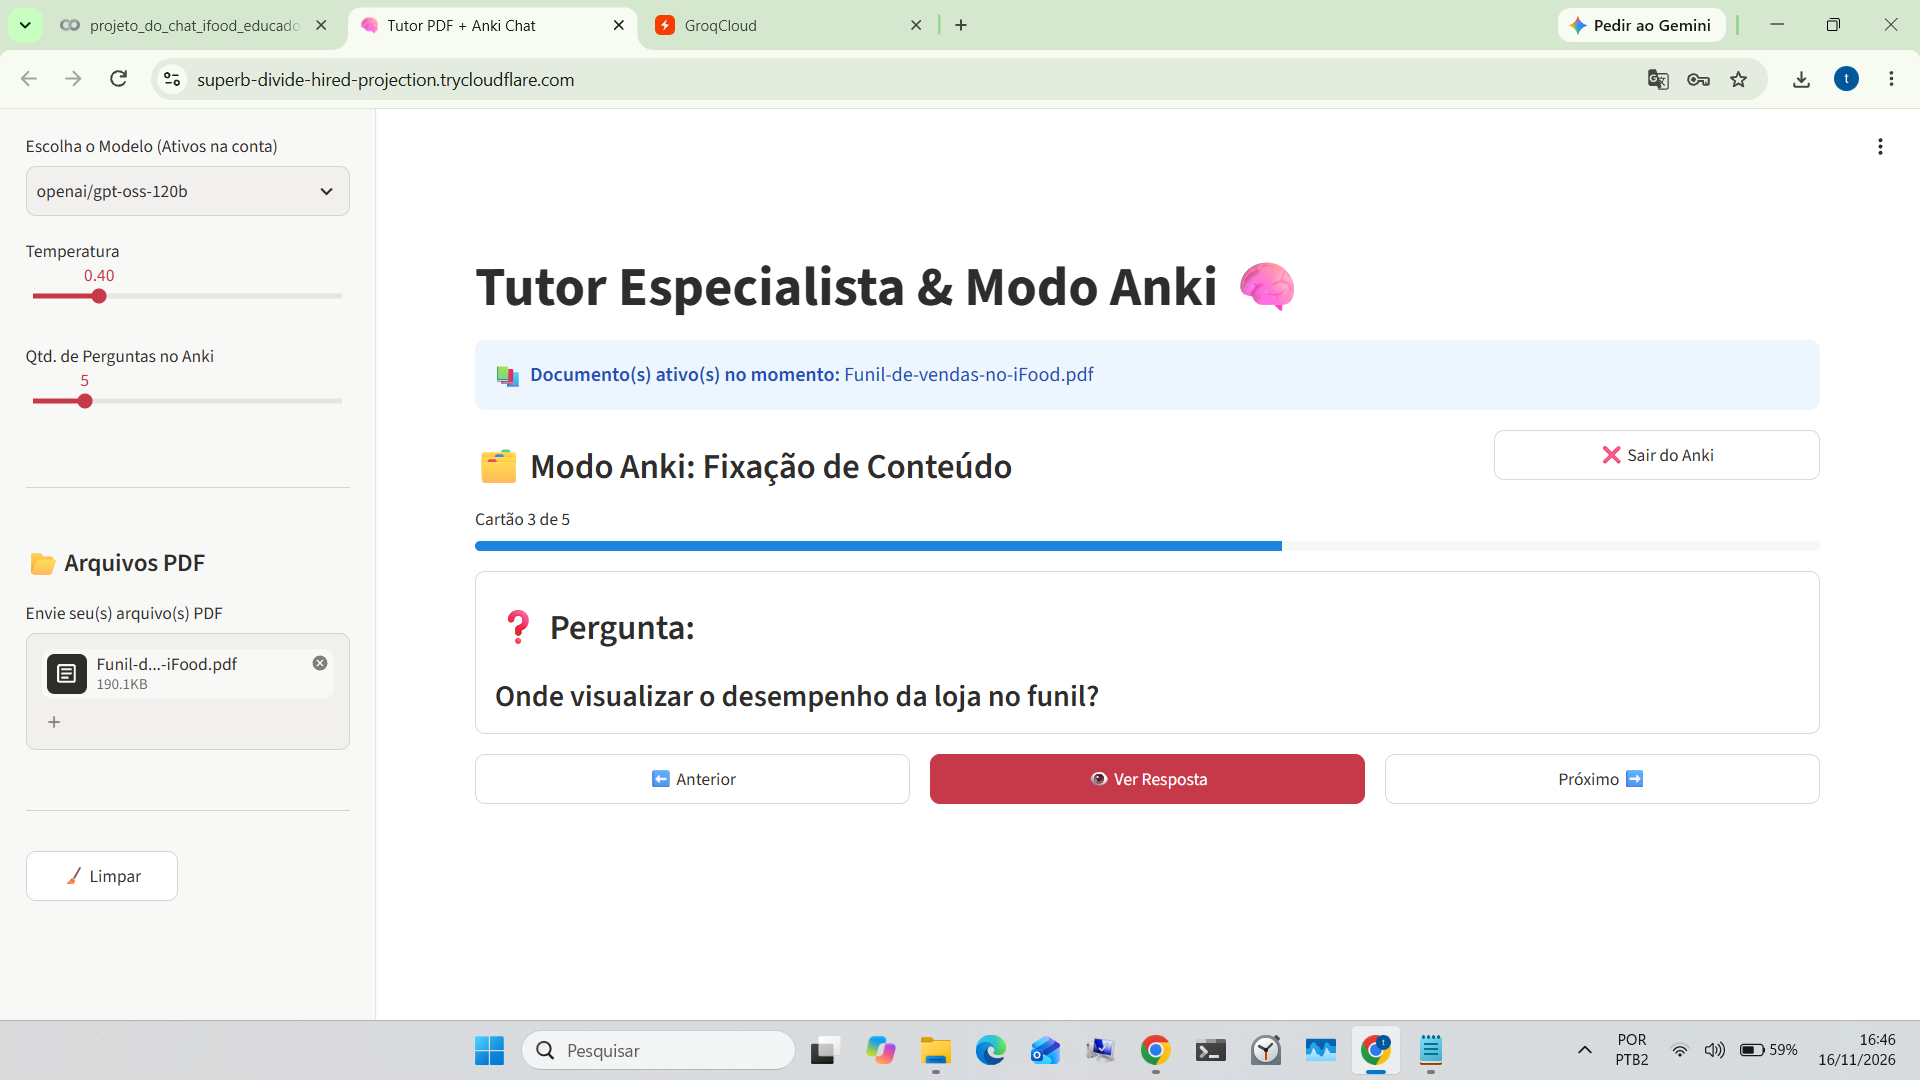 projeto_do_chat_ifood_educado
Tutor PDF + Anki Chat
GroqCloud
Pedir ao Gemini
superb-divide-hired-projection.trycloudflare.com
t
Escolha o Modelo (Ativos na conta)
openai/gpt-oss-120b
Temperatura
0.40
Qtd. de Perguntas no Anki
5
Arquivos PDF
Envie seu(s) arquivo(s) PDF
Funil-d...-iFood.pdf
190.1KB
Limpar
Tutor Especialista & Modo Anki
Documento(s) ativo(s) no momento: Funil-de-vendas-no-iFood.pdf
Modo Anki: Fixação de Conteúdo
Sair do Anki
Cartão 3 de 5
Pergunta:
Onde visualizar o desempenho da loja no funil?
Anterior
Ver Resposta
Próximo
Pesquisar
POR
PTB2
59%
16:46
16/11/2026